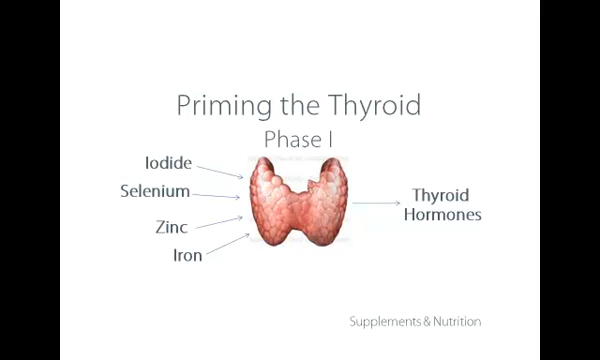 Priming the Thyroid
Phase I
Iodide
Selenium
Zinc
Iron
Thyroid
Hormones
Supplements & Nutrition